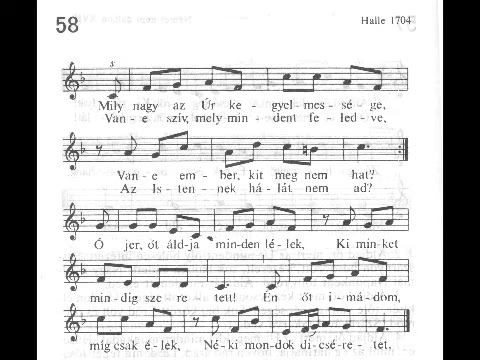 58
Halle 1704
Mily nagy az Úr ke - gyel - mes - sé - ge,
Van - e szív, mely min - dent fe - led - ve,
Van - e em - ber, kit meg nem hat?
Az Is - ten - nek há - lát nem ad?
Ó jer, őt áld - ja min - den lé - lek, Ki minket
min - dig sze - re tett! Én őt i - má - dom,
míg csak é - lek, Né - ki mon - dok di - csé - re - tet,